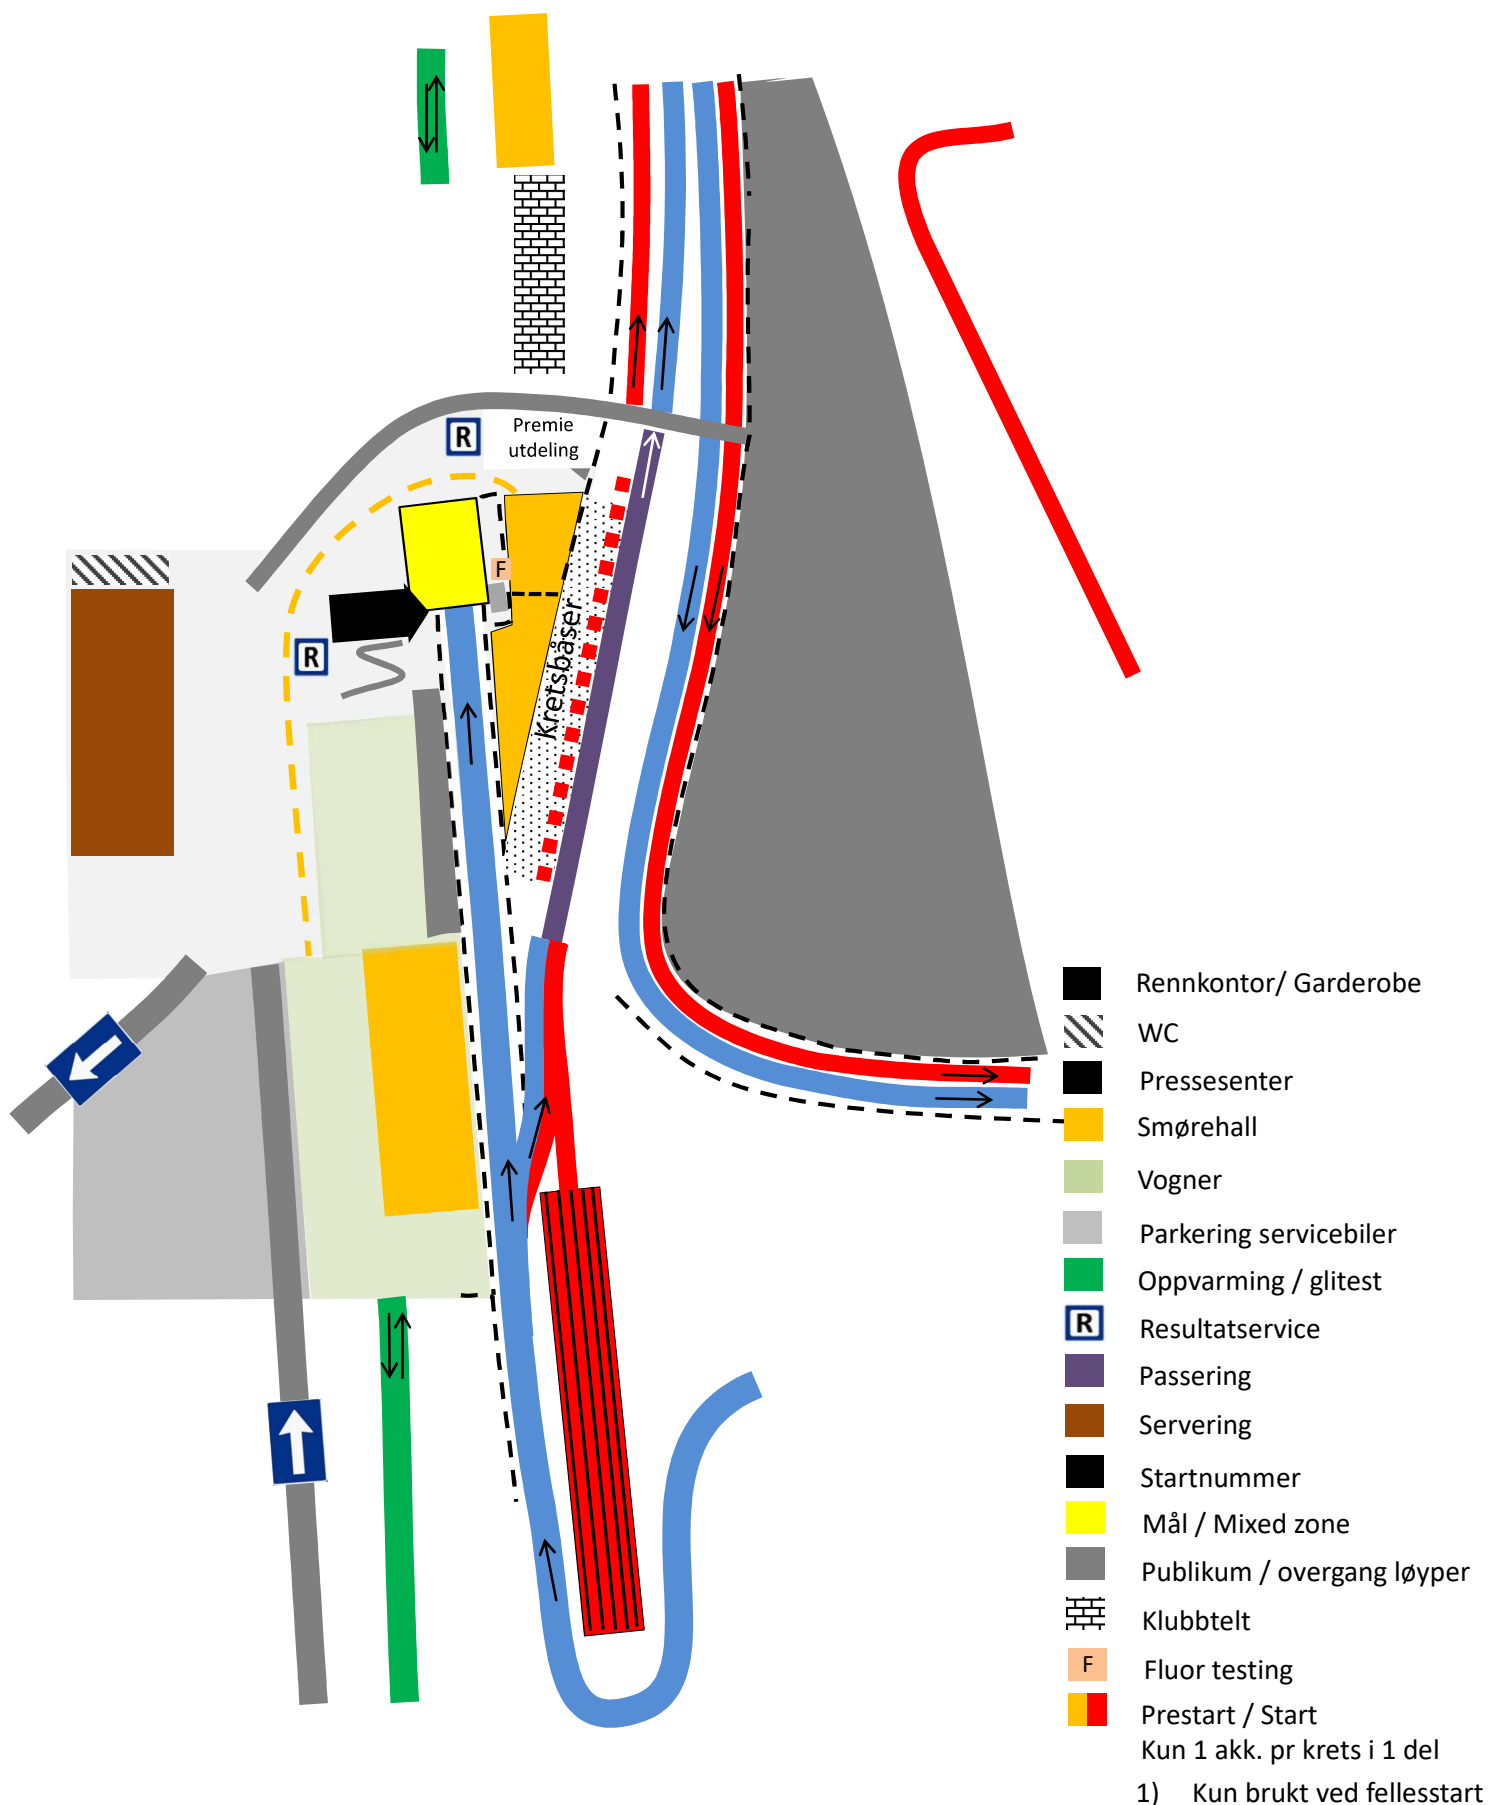 R
Premie
utdeling
F
Kretsbåser
R
Rennkontor/ Garderobe
WC
Pressesenter
Smørehall
Vogner
Parkering servicebiler
Oppvarming / glitest
R
Resultatservice
Passering
Servering
Startnummer
Mål / Mixed zone
Publikum / overgang løyper
Klubbtelt
F
Fluor testing
Prestart / Start
Kun 1 akk. pr krets i 1 del
1) Kun brukt ved fellesstart